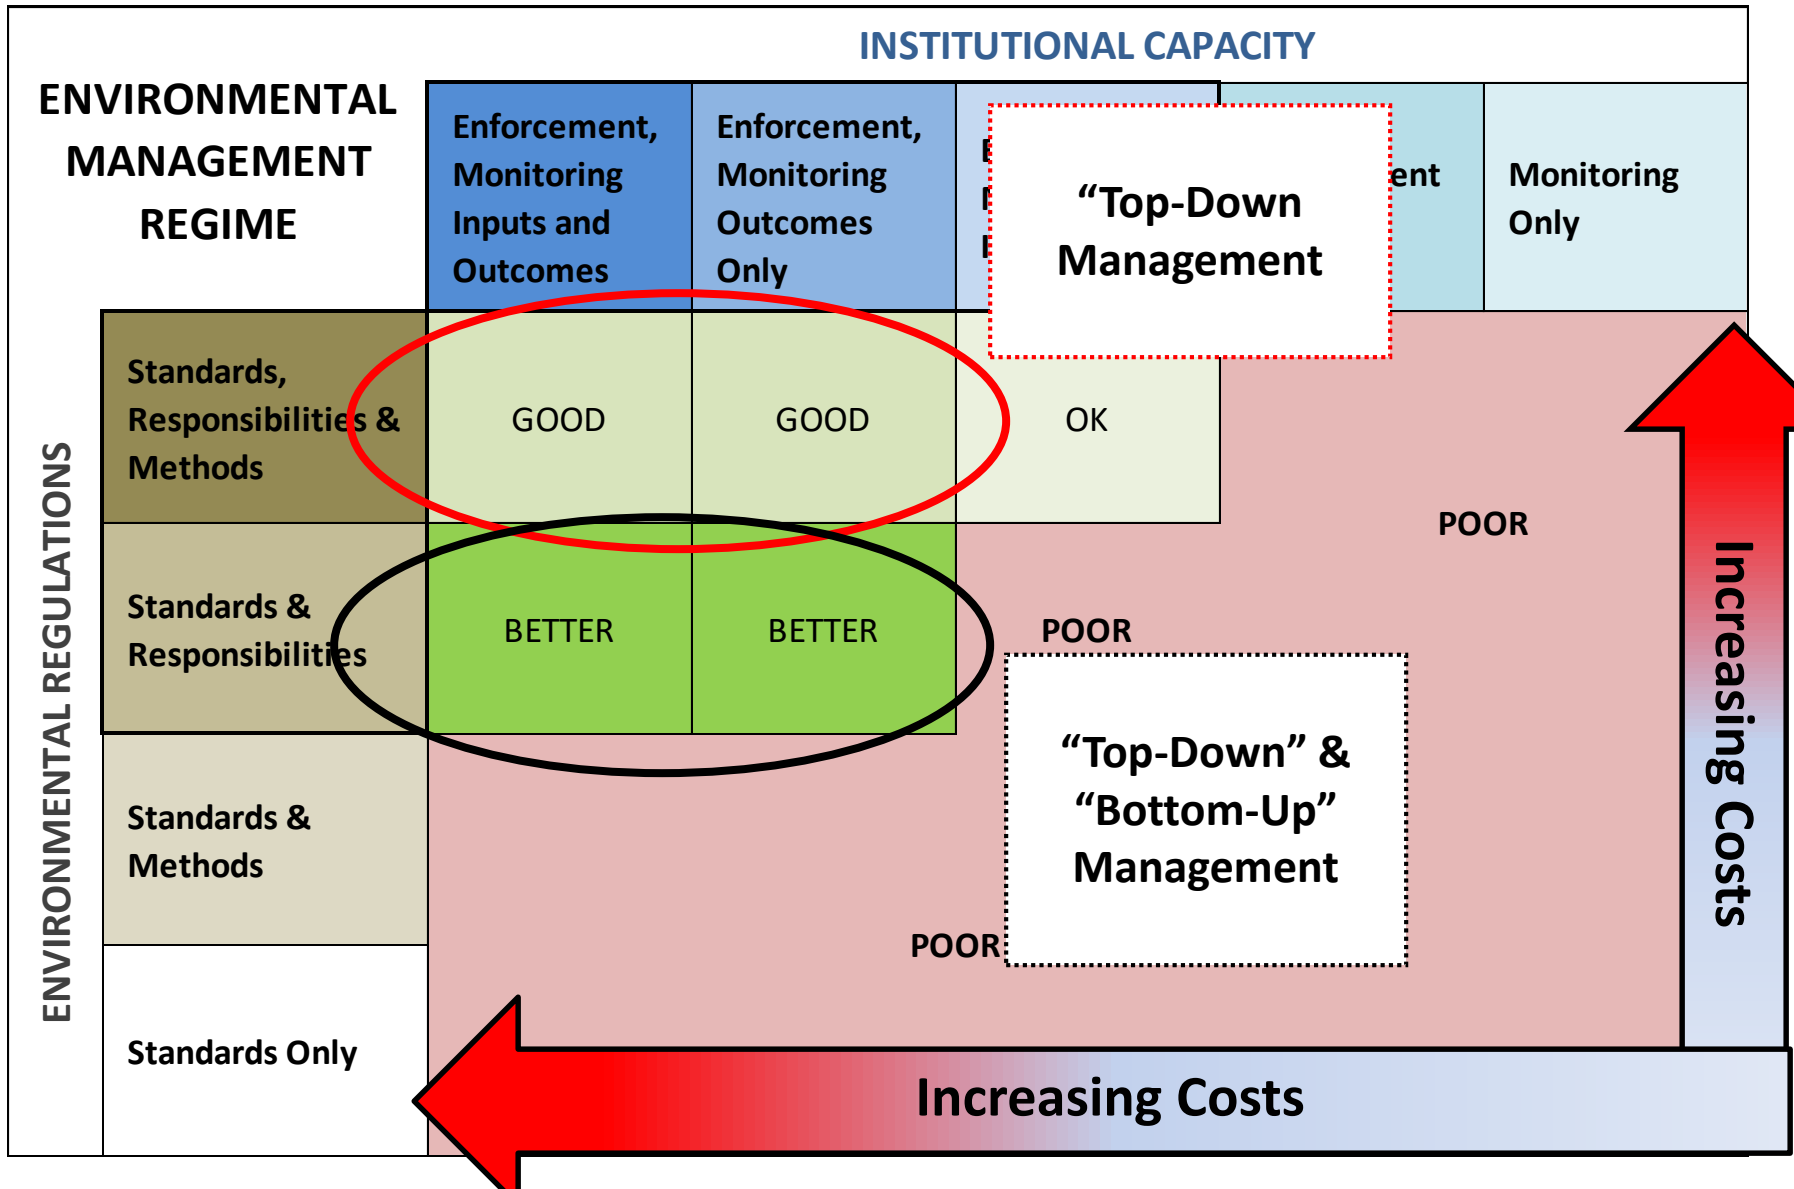 INSTITUTIONAL CAPACITY
ENVIRONMENTAL
MANAGEMENT
REGIME
Enforcement,
Monitoring
Inputs and
Outcomes
Enforcement,
Monitoring
Outcomes
Only
“Top-Down
Management
ent
Monitoring
Only
ENVIRONMENTAL REGULATIONS
Standards,
Responsibilities &
Methods
GOOD
GOOD
OK
POOR
Standards &
Responsibilities
BETTER
BETTER
POOR
“Top-Down” &
“Bottom-Up”
Management
Standards &
Methods
POOR
Standards Only
Increasing Costs
Increasing Costs